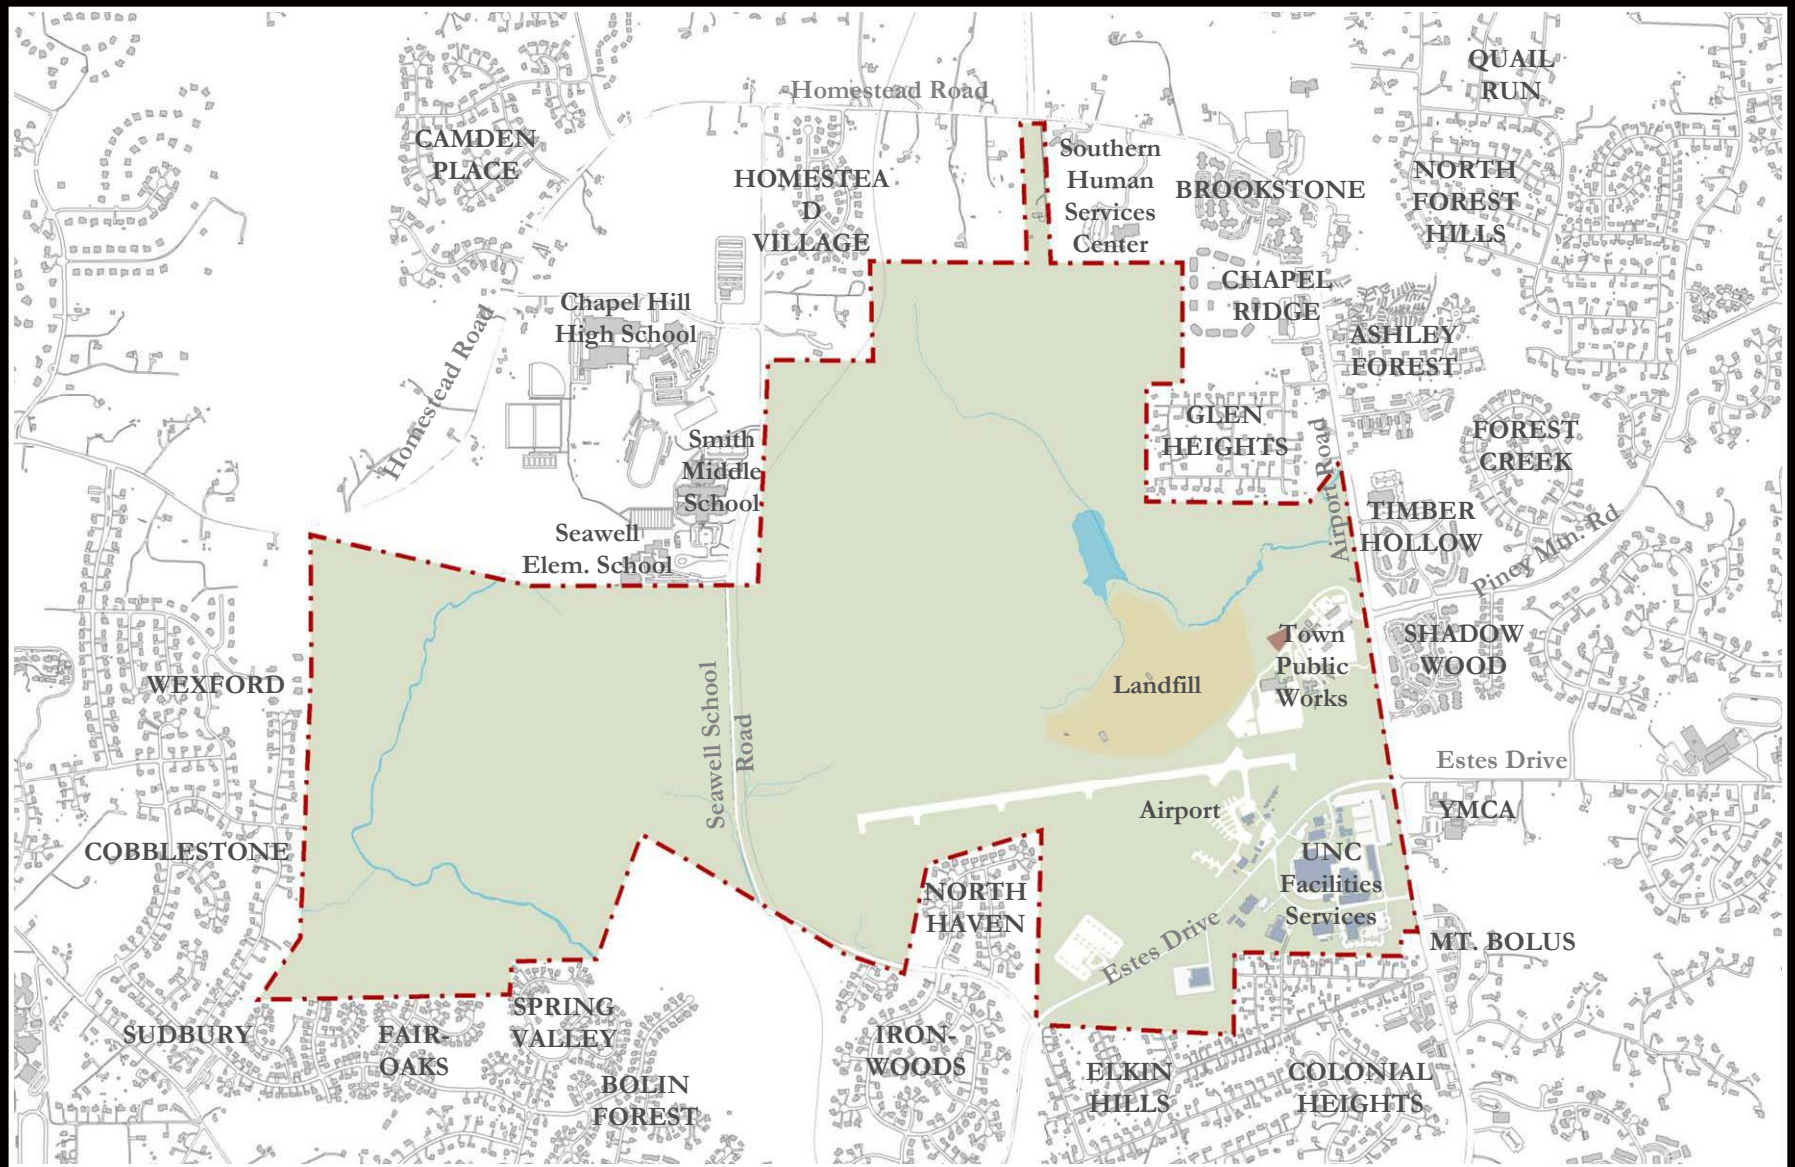 QUAIL
RUN
Homestead Road
CAMDEN
PLACE
Southern
Human
Services
Center
HOMESTEA
D
VILLAGE
BROOKSTONE
NORTH
FOREST
HILLS
CHAPEL
RIDGE
Chapel Hill
High School
ASHLEY
FOREST
Homestead Road
GLEN
HEIGHTS
Airport Road
FOREST
CREEK
Smith
Middle
School
TIMBER
HOLLOW
Seawell
Elem. School
Piney Mtn. Rd
Town
Public
Works
SHADOW
WOOD
WEXFORD
Landfill
Seawell School
Road
Estes Drive
Airport
YMCA
COBBLESTONE
UNC
Facilities
Services
NORTH
HAVEN
Estes Drive
MT. BOLUS
SPRING
VALLEY
SUDBURY
FAIR-
OAKS
IRON-
WOODS
BOLIN
FOREST
ELKIN
HILLS
COLONIAL
HEIGHTS